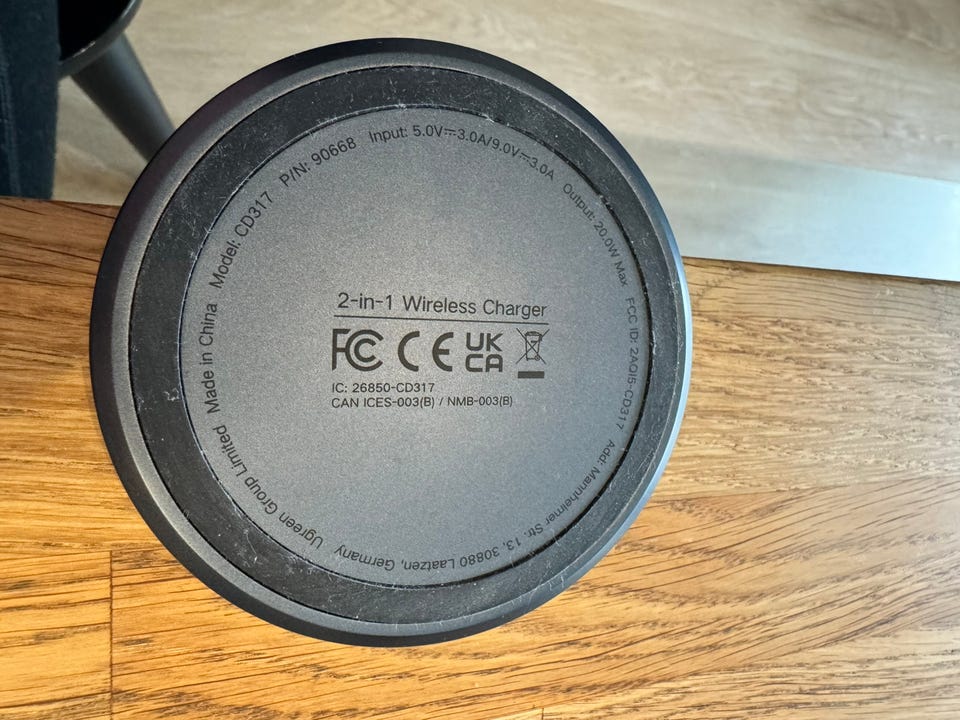 Ugreen Group Limited Made in China Model: CD317 P/N: 90668 Input: 5.0V⎓3.0A/9.0V⎓3.0A Output: 20.0W Max FCC ID: 2AQI5-CD317 Add: Mannheimer Str. 13, 30880 Laatzen, Germany
2-in-1 Wireless Charger
FC CE UK CA
IC: 26850-CD317
CAN ICES-003(B) / NMB-003(B)